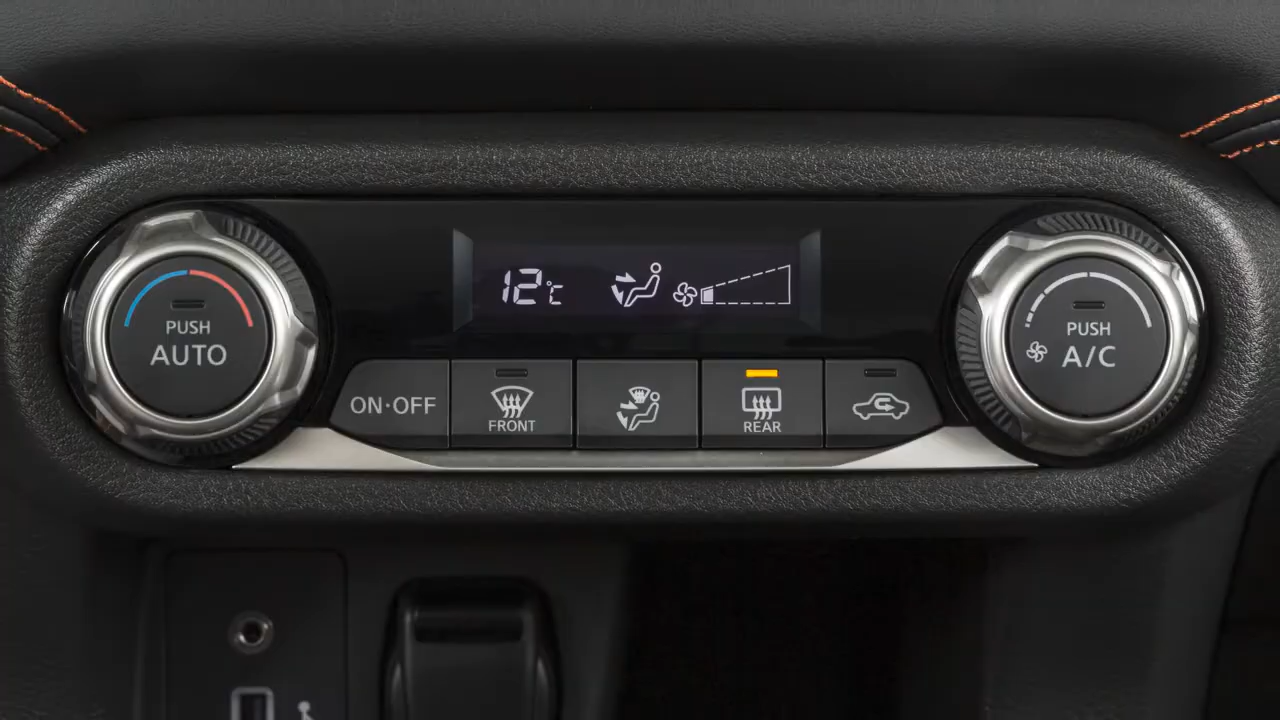 12°C
PUSH
AUTO
PUSH
A/C
ON·OFF
FRONT
REAR